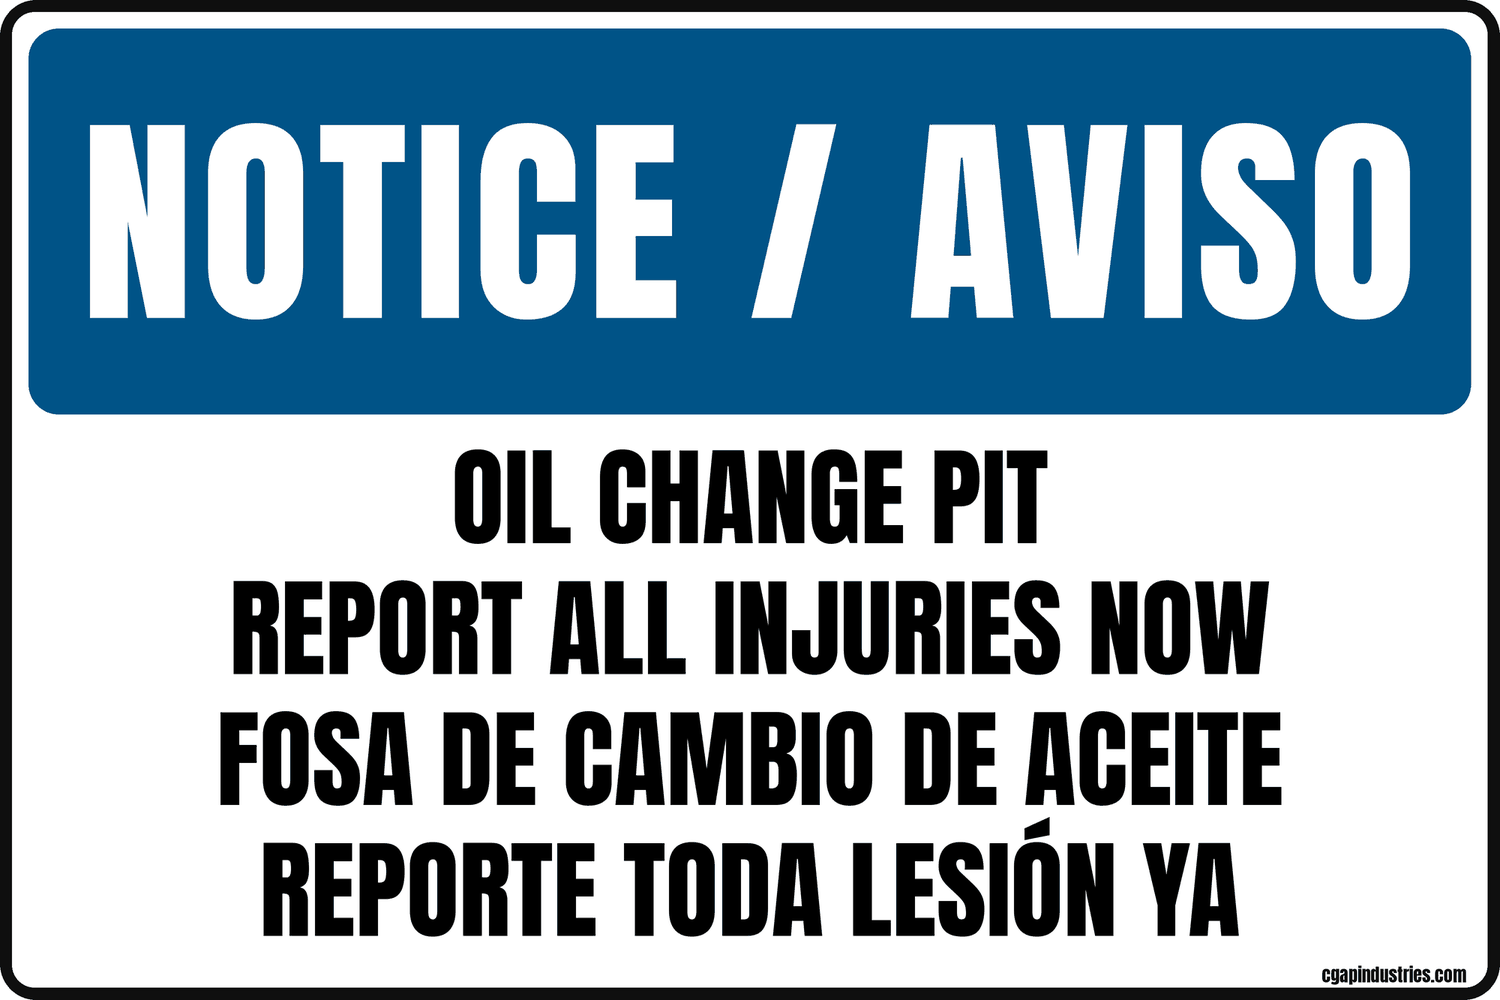 NOTICE / AVISO
OIL CHANGE PIT
REPORT ALL INJURIES NOW
FOSA DE CAMBIO DE ACEITE
REPORTE TODA LESIÓN YA
cgapindustries.com